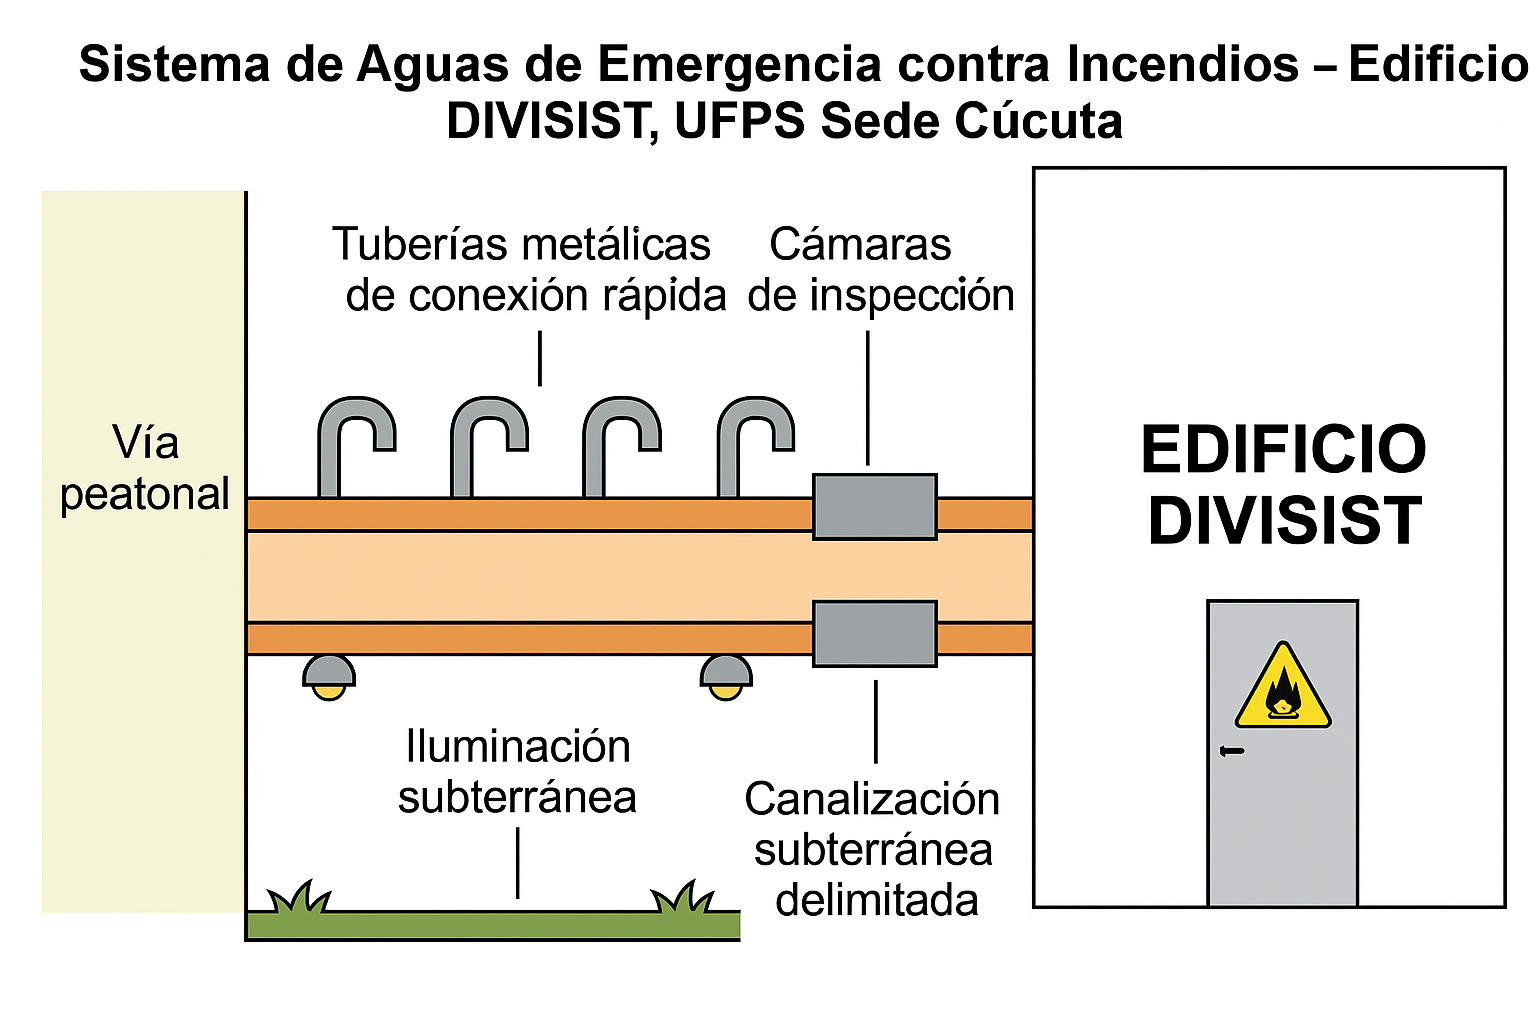 Sistema de Aguas de Emergencia contra Incendios – Edificio
DIVISIST, UFPS Sede Cúcuta
Tuberías metálicas
de conexión rápida
Cámaras
de inspección
Vía
peatonal
EDIFICIO
DIVISIST
Iluminación
subterránea
Canalización
subterránea
delimitada